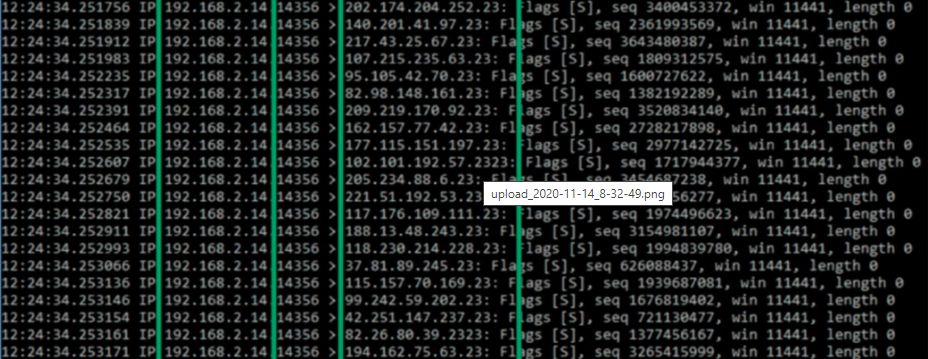 12:24:34.251756 IP 192.168.2.14 14356 > 202.174.204.252.23: Flags [S], seq 3400453372, win 11441, length 0
12:24:34.251839 IP 192.168.2.14 14356 > 140.201.41.97.23: Flags [S], seq 2361993569, win 11441, length 0
12:24:34.251912 IP 192.168.2.14 14356 > 217.43.25.67.23: Flags [S], seq 3643480387, win 11441, length 0
12:24:34.251983 IP 192.168.2.14 14356 > 107.215.235.63.23: Flags [S], seq 1809312575, win 11441, length 0
12:24:34.252235 IP 192.168.2.14 14356 > 95.105.42.70.23: Flags [S], seq 1600727622, win 11441, length 0
12:24:34.252317 IP 192.168.2.14 14356 > 82.98.148.161.23: Flags [S], seq 1382192289, win 11441, length 0
12:24:34.252391 IP 192.168.2.14 14356 > 209.219.170.92.23: Flags [S], seq 3520834140, win 11441, length 0
12:24:34.252464 IP 192.168.2.14 14356 > 162.157.77.42.23: Flags [S], seq 2728217898, win 11441, length 0
12:24:34.252535 IP 192.168.2.14 14356 > 177.115.151.197.23: Flags [S], seq 2977142725, win 11441, length 0
12:24:34.252607 IP 192.168.2.14 14356 > 102.101.192.57.2323: Flags [S], seq 1717944377, win 11441, length 0
12:24:34.252679 IP 192.168.2.14 14356 > 205.234.88.6.23: Flags [S], seq 3454687238, win 11441, length 0
12:24:34.252750 IP 192.168.2.14 14356 > 221.51.192.53.23 upload_2020-11-14_8-32-49.png 56277, win 11441, length 0
12:24:34.252821 IP 192.168.2.14 14356 > 117.176.109.111.23: Flags [S], seq 1974496623, win 11441, length 0
12:24:34.252911 IP 192.168.2.14 14356 > 188.13.48.243.23: Flags [S], seq 3154981107, win 11441, length 0
12:24:34.252993 IP 192.168.2.14 14356 > 118.230.214.228.23: Flags [S], seq 1994839780, win 11441, length 0
12:24:34.253066 IP 192.168.2.14 14356 > 37.81.89.245.23: Flags [S], seq 626088437, win 11441, length 0
12:24:34.253136 IP 192.168.2.14 14356 > 115.157.70.169.23: Flags [S], seq 1939687081, win 11441, length 0
12:24:34.253146 IP 192.168.2.14 14356 > 99.242.59.202.23: Flags [S], seq 1676819402, win 11441, length 0
12:24:34.253154 IP 192.168.2.14 14356 > 42.251.147.237.23: Flags [S], seq 721130477, win 11441, length 0
12:24:34.253161 IP 192.168.2.14 14356 > 82.26.80.39.2323: Flags [S], seq 1377456167, win 11441, length 0
12:24:34.253171 IP 192.168.2.14 14356 > 194.162.75.63.23: Flags [S], seq 3265415999, win 11441, length 0